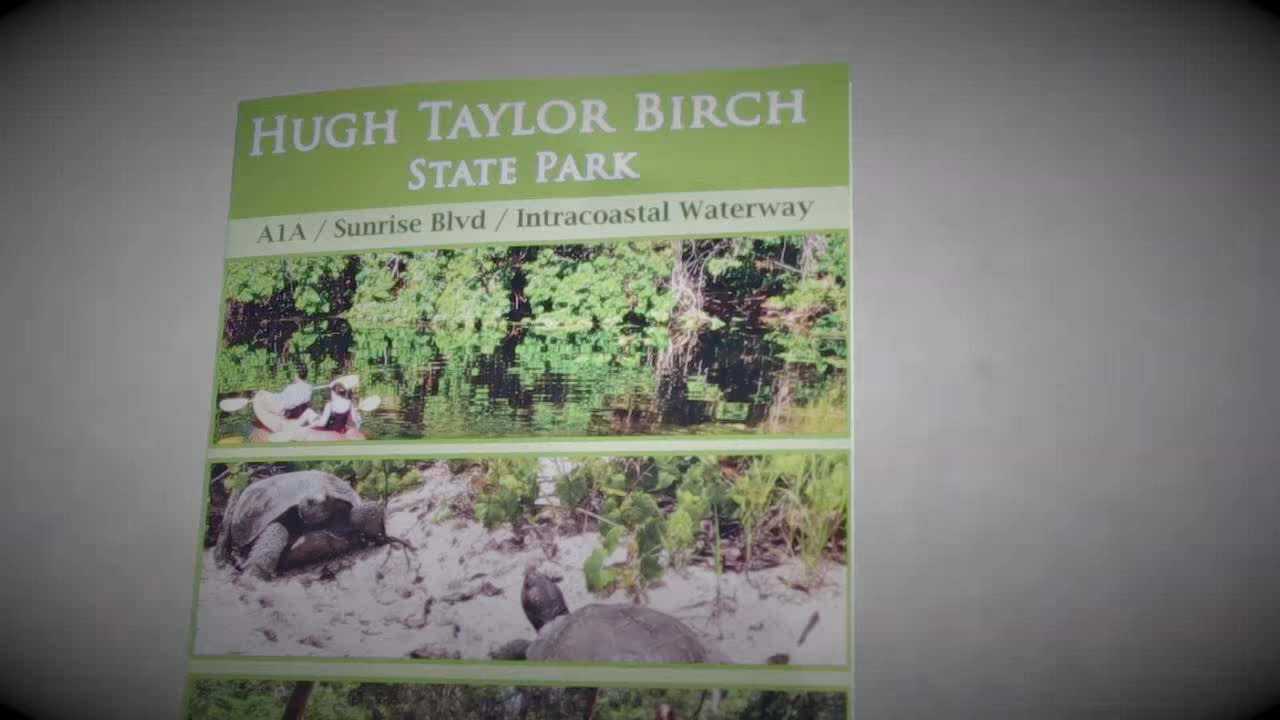 Hugh Taylor Birch
State Park
A1A / Sunrise Blvd / Intracoastal Waterway